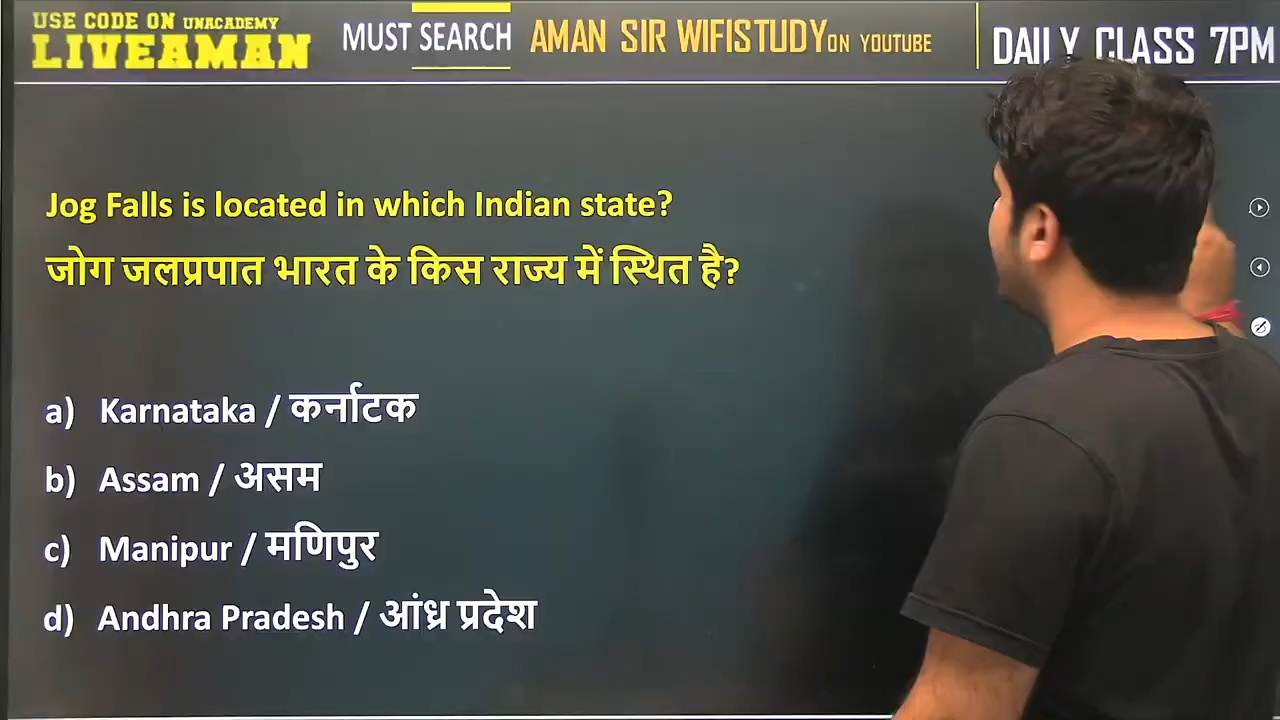 USE CODE ON UNACADEMY
LIVEAMAN
MUST SEARCH AMAN SIR WIFISTUDY ON YOUTUBE
DAILY CLASS 7PM
Jog Falls is located in which Indian state?
जोग जलप्रपात भारत के किस राज्य में स्थित है?
a) Karnataka / कर्नाटक
b) Assam / असम
c) Manipur / मणिपुर
d) Andhra Pradesh / आंध्र प्रदेश